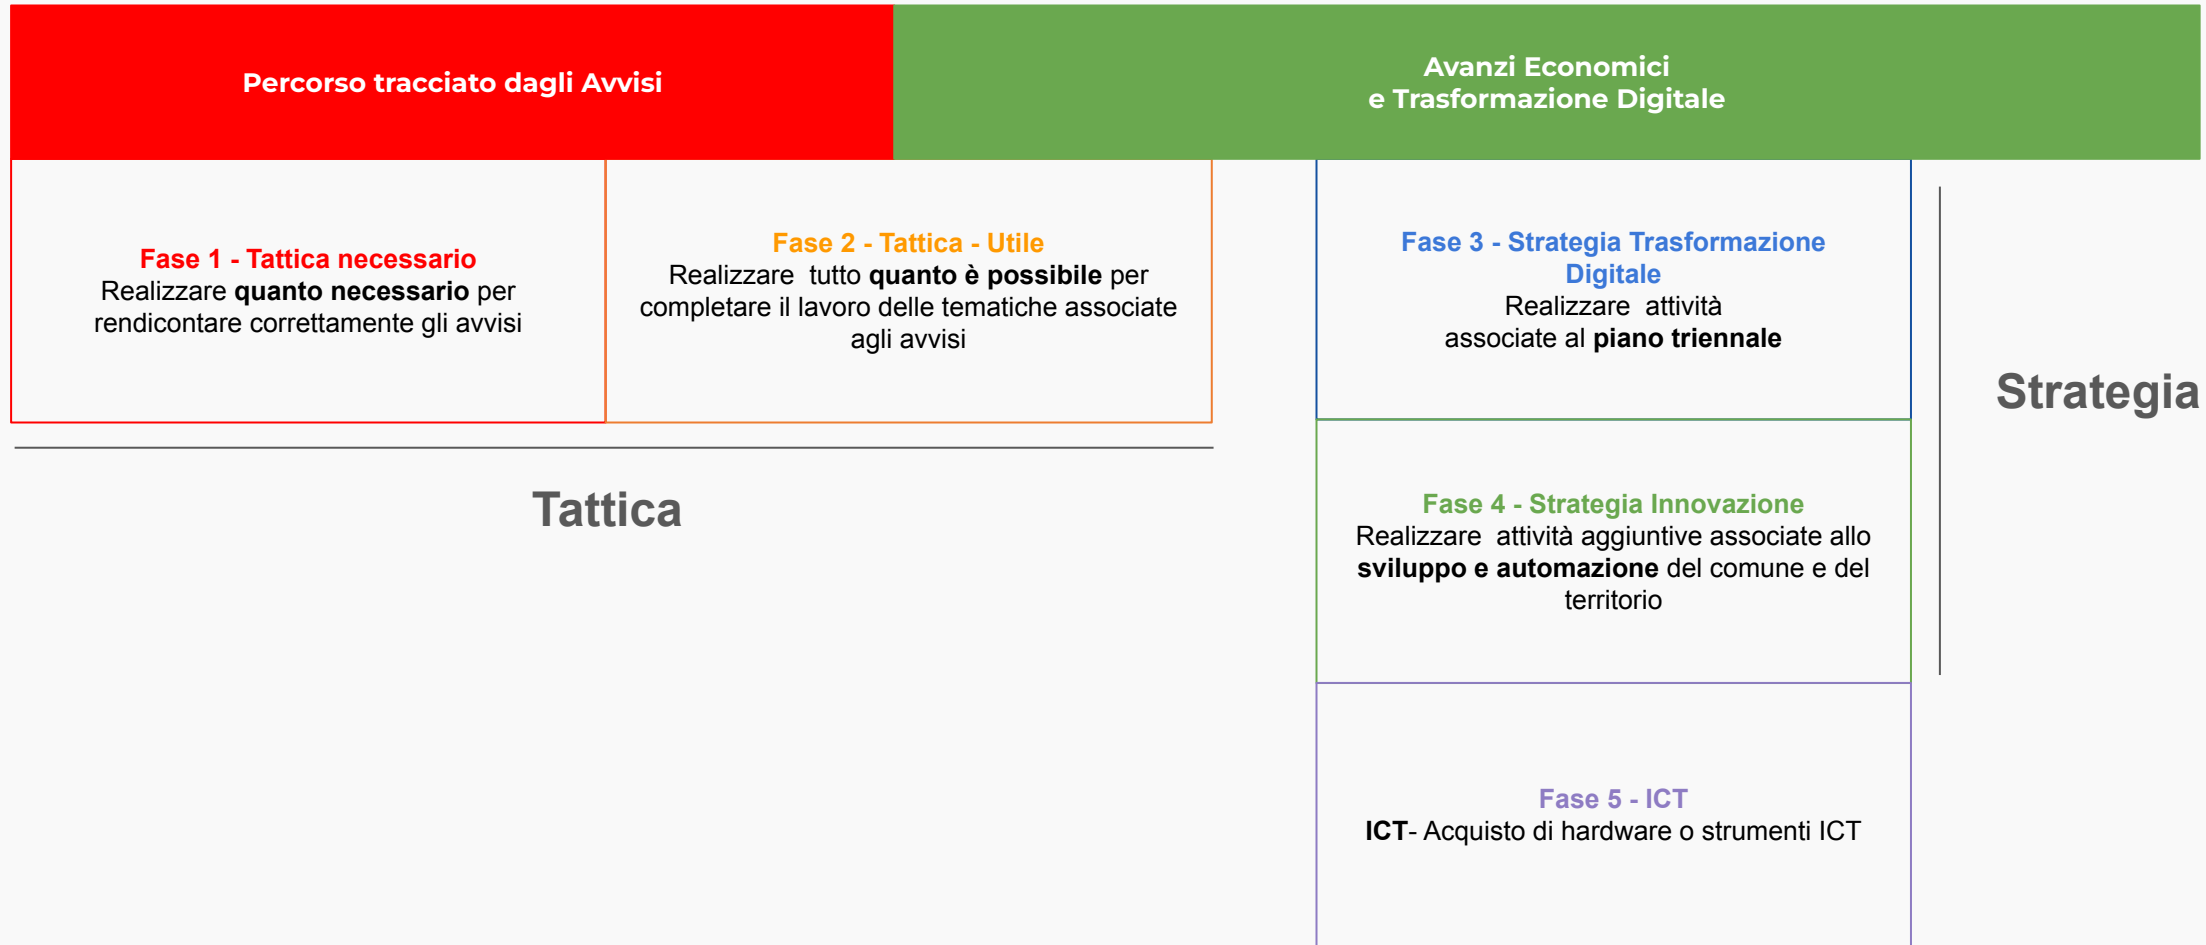 Percorso tracciato dagli Avvisi
Avanzi Economici
e Trasformazione Digitale
Fase 1 - Tattica necessario
Realizzare quanto necessario per
rendicontare correttamente gli avvisi
Fase 2 - Tattica - Utile
Realizzare tutto quanto è possibile per
completare il lavoro delle tematiche associate
agli avvisi
Fase 3 - Strategia Trasformazione
Digitale
Realizzare attività
associate al piano triennale
Strategia
Tattica
Fase 4 - Strategia Innovazione
Realizzare attività aggiuntive associate allo
sviluppo e automazione del comune e del
territorio
Fase 5 - ICT
ICT- Acquisto di hardware o strumenti ICT